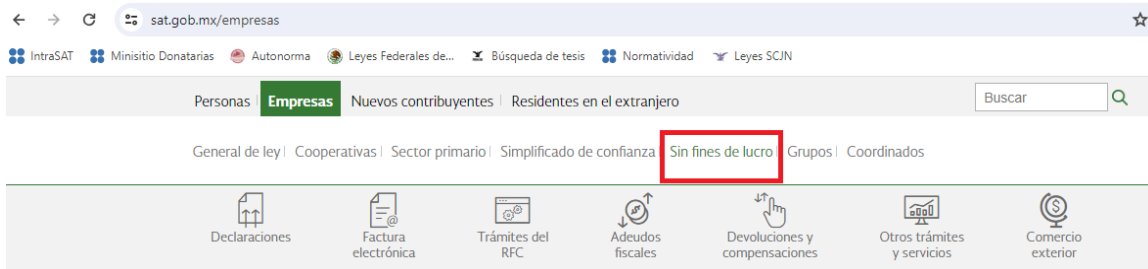 sat.gob.mx/empresas
IntraSAT Minisitio Donatarias Autonorma Leyes Federales de... Búsqueda de tesis Normatividad Leyes SCJN
Personas | Empresas Nuevos contribuyentes | Residentes en el extranjero Buscar
General de ley | Cooperativas | Sector primario | Simplificado de confianza | Sin fines de lucro | Grupos | Coordinados
Declaraciones Factura Trámites del Adeudos Devoluciones y Otros trámites Comercio
electrónica RFC fiscales compensaciones y servicios exterior